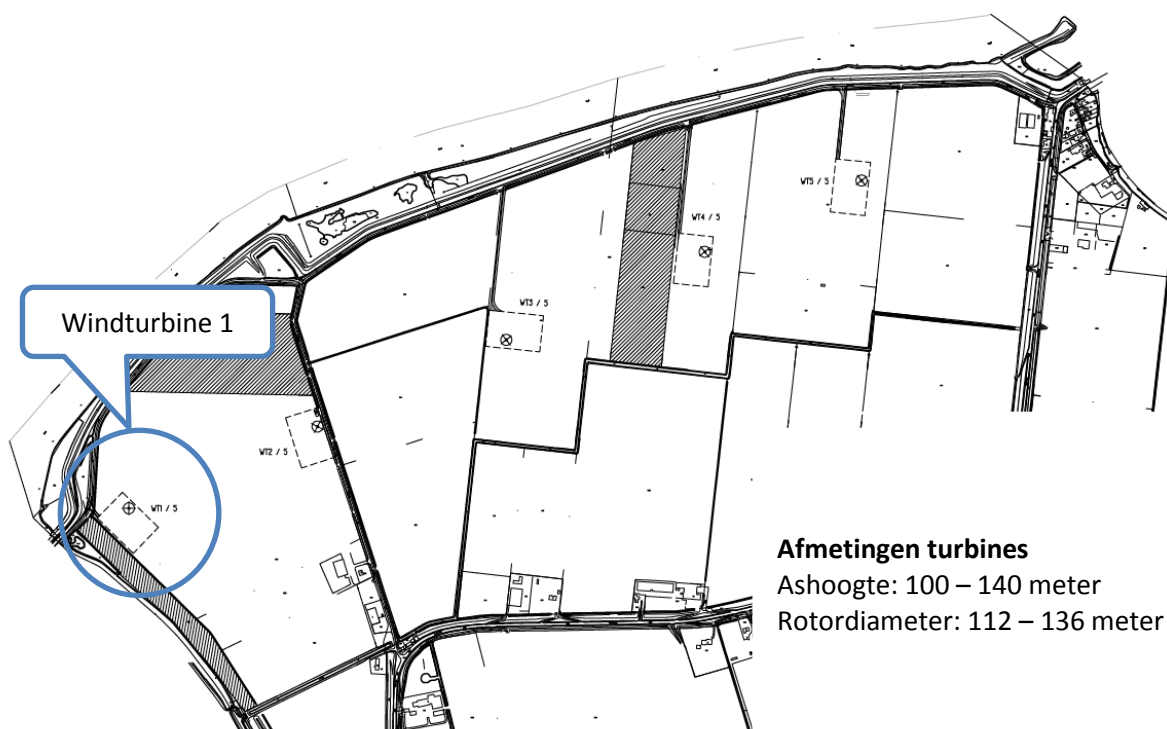 WT5 / 5
WT4 / 5
WT3 / 5
Windturbine 1
WT2 / 5
WT1 / 5
Afmetingen turbines
Ashoogte: 100 – 140 meter
Rotordiameter: 112 – 136 meter